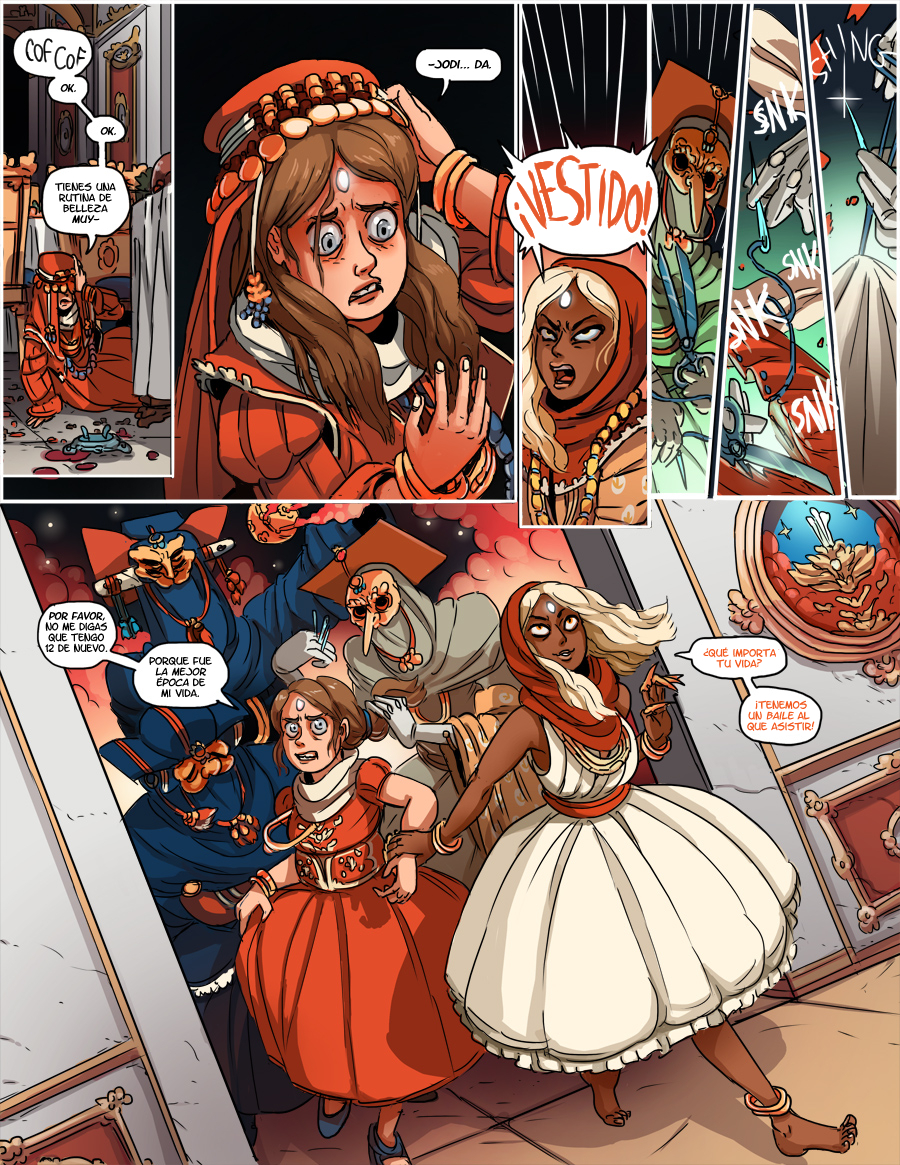 COF COF
OK.
OK.
TIENES UNA
RUTINA DE
BELLEZA
MUY–
–JODI... DA.
¡VESTIDO!
SNK
SNK
SNK
SNK
SHING
POR FAVOR,
NO ME DIGAS
QUE TENGO
12 DE NUEVO.
PORQUE FUE
LA MEJOR
ÉPOCA DE
MI VIDA.
¿QUÉ IMPORTA
TU VIDA?
¡TENEMOS
UN BAILE AL
QUE ASISTIR!